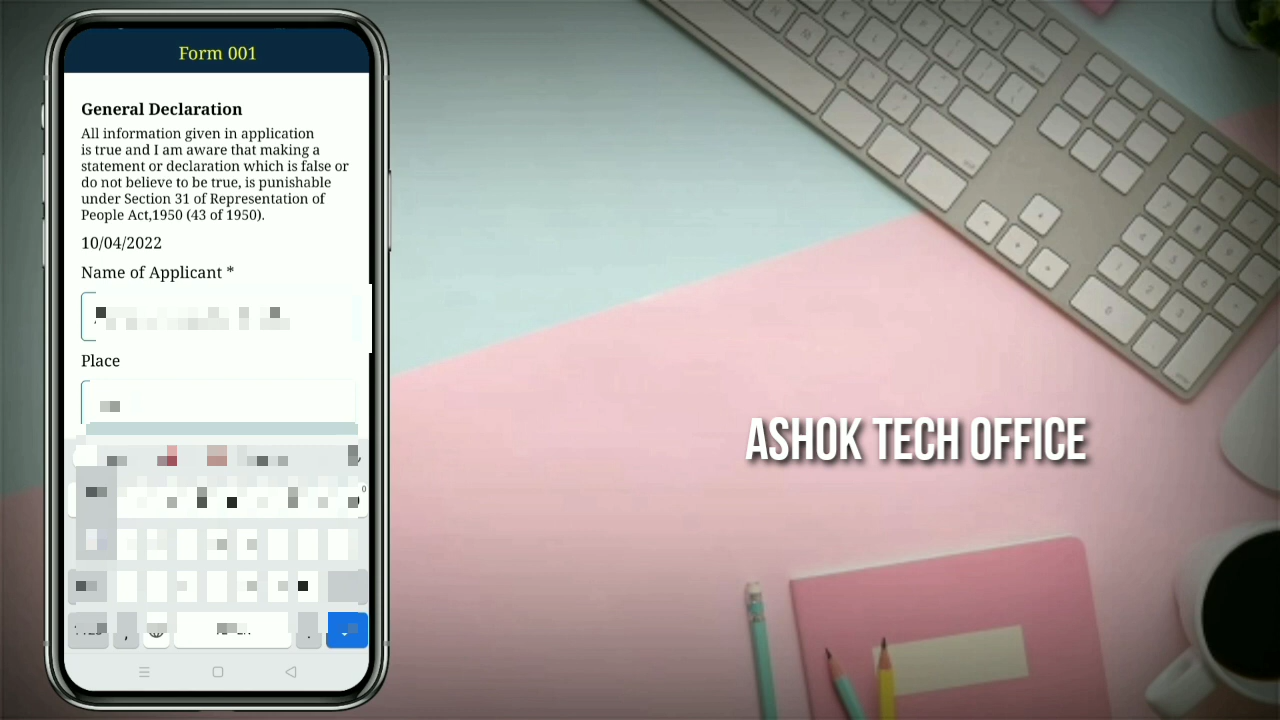 Form 001
General Declaration
All information given in application
is true and I am aware that making a
statement or declaration which is false or
do not believe to be true, is punishable
under Section 31 of Representation of
People Act,1950 (43 of 1950).
10/04/2022
Name of Applicant *
Place
ASHOK TECH OFFICE